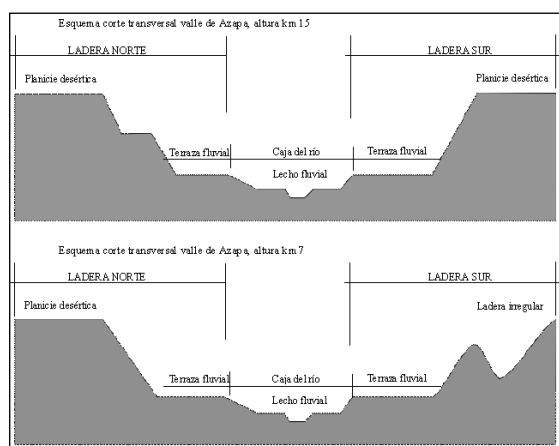 Esquema corte transversal valle de Azapa, altura km 15
LADERA NORTE LADERA SUR
Planicie desértica Planicie desértica
Terraza fluvial Caja del río Terraza fluvial
Lecho fluvial
Esquema corte transversal valle de Azapa, altura km 7
LADERA NORTE LADERA SUR
Planicie desértica Ladera irregular
Terraza fluvial Caja del río Terraza fluvial
Lecho fluvial